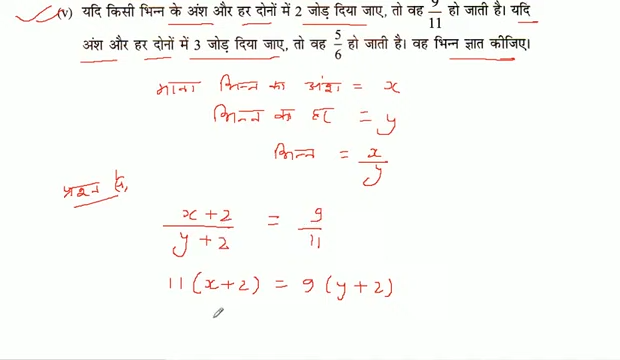 (v) यदि किसी भिन्न के अंश और हर दोनों में 2 जोड़ दिया जाए, तो वह 9/11 हो जाती है। यदि
अंश और हर दोनों में 3 जोड़ दिया जाए, तो वह 5/6 हो जाती है। वह भिन्न ज्ञात कीजिए।
माना भिन्न का अंश = x
भिन्न का हर = y
भिन्न = x/y
प्रश्न से,
x+2/y+2 = 9/11
11(x+2) = 9(y+2)